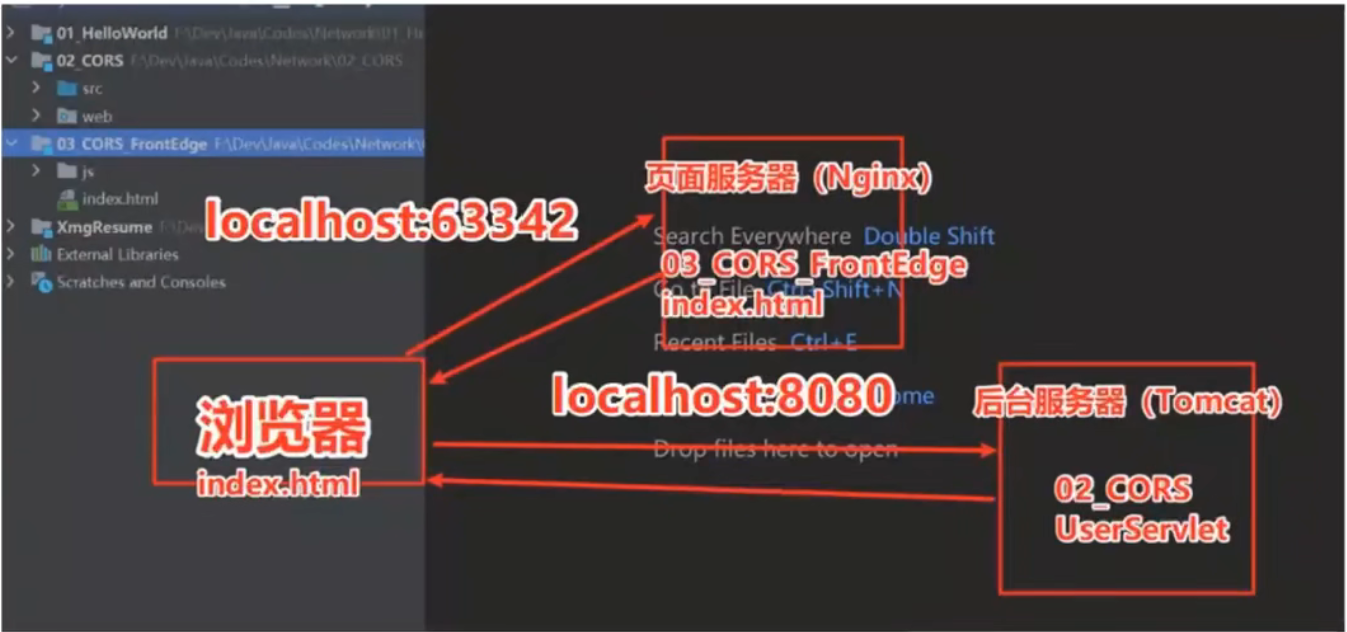 01_HelloWorld F:\Dev\Java\Codes\Network\01_He
02_CORS F:\Dev\Java\Codes\Network\02_CORS
src
web
03_CORS_FrontEdge F:\Dev\Java\Codes\Network\
js
index.html
XmgResume F:\Dev
External Libraries
Scratches and Consoles
localhost:63342
页面服务器（Nginx）
Search Everywhere Double Shift
03_CORS_FrontEdge
Go to File Ctrl+Shift+N
index.html
Recent Files Ctrl+E
localhost:8080
Drop files here to open
浏览器
index.html
后台服务器（Tomcat）
02_CORS
UserServlet